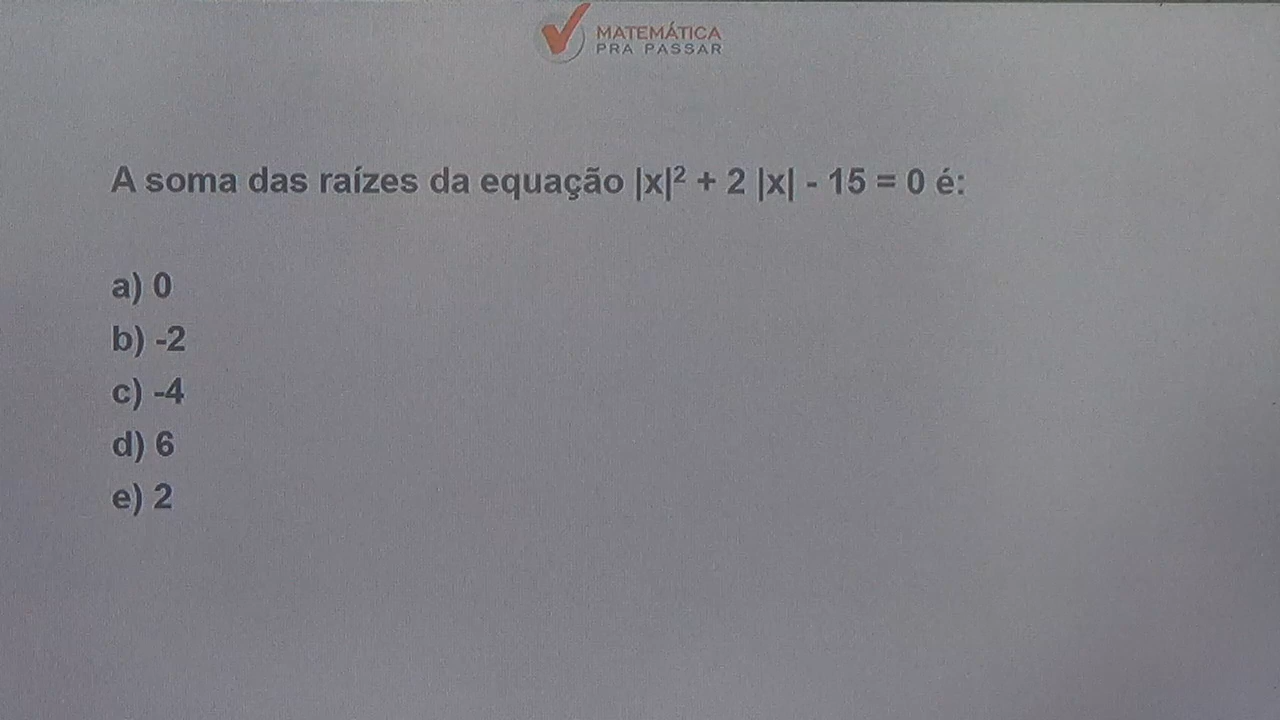 MATEMÁTICA
PRA PASSAR
A soma das raízes da equação |x|² + 2 |x| - 15 = 0 é:
a) 0
b) -2
c) -4
d) 6
e) 2